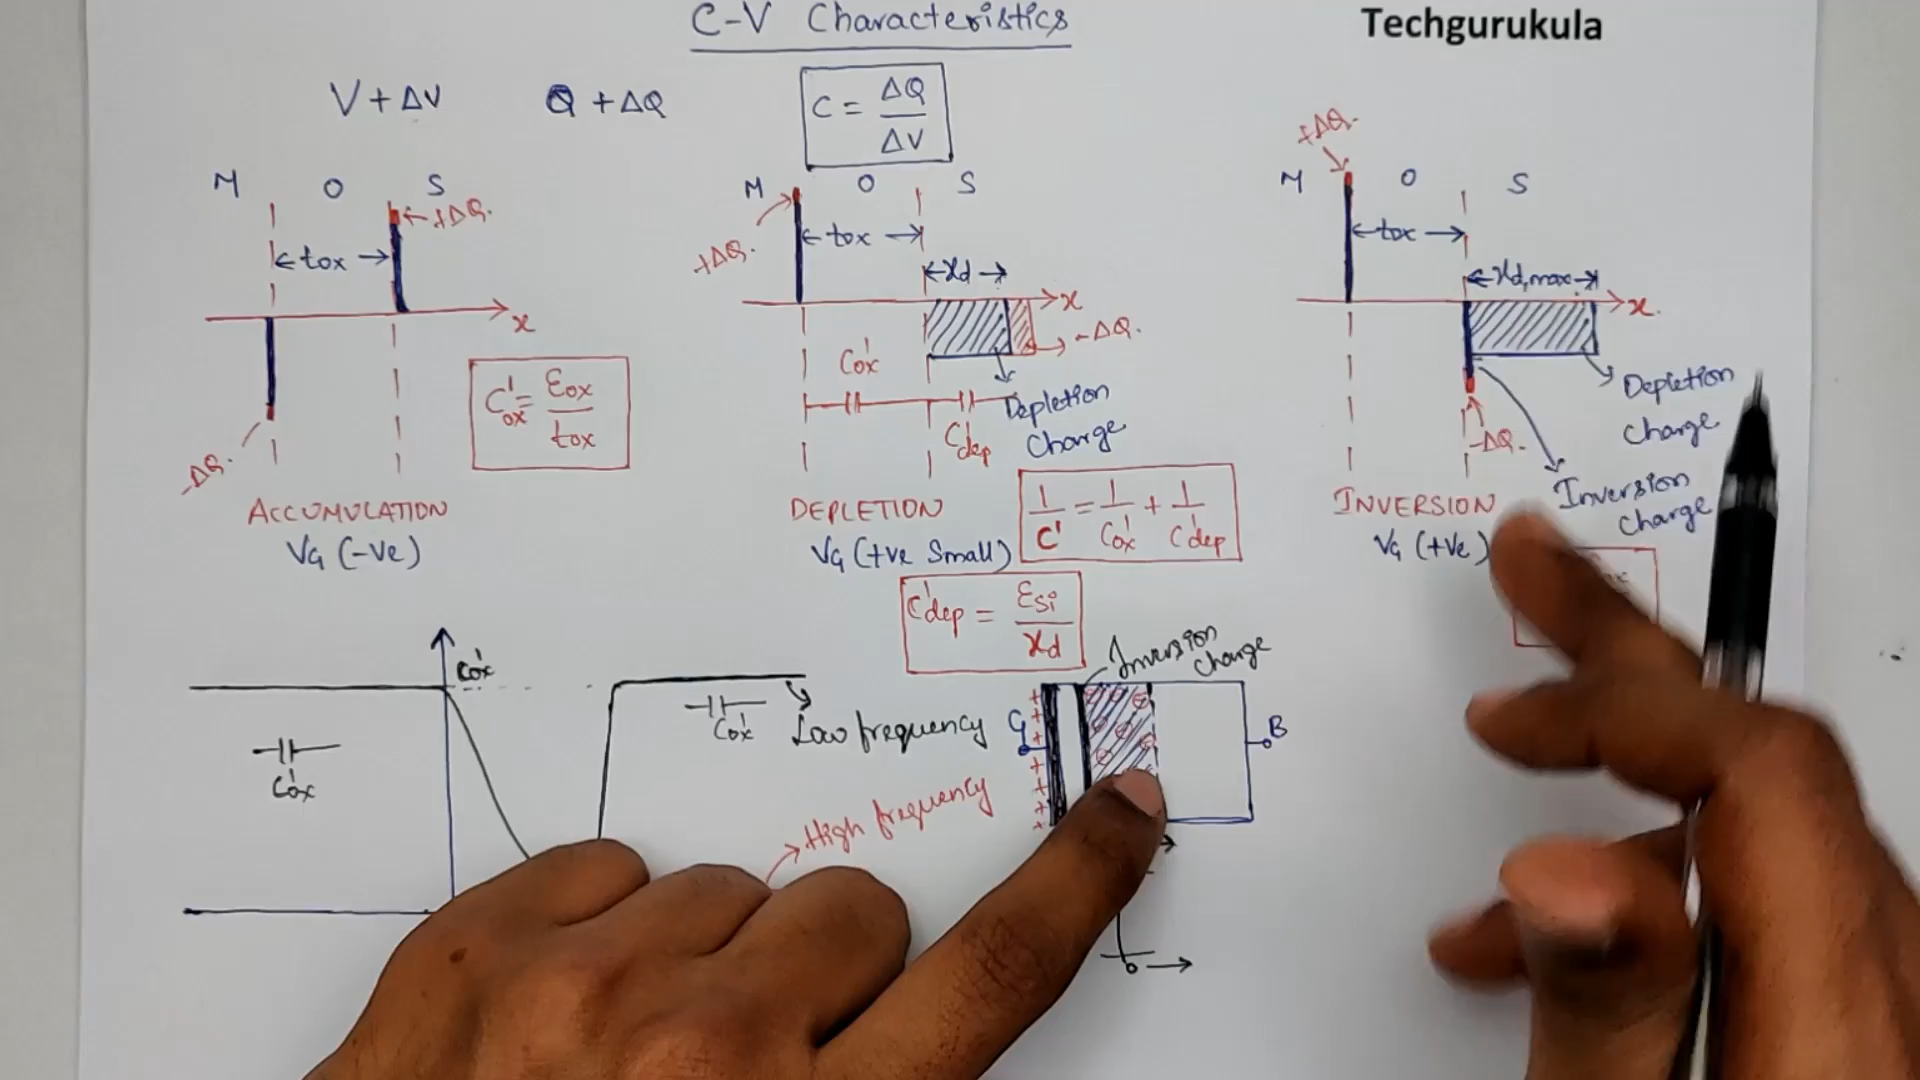 C-V Characteristics
Techgurukula
V + ΔV
Q + ΔQ
C = ΔQ / ΔV
M O S
+ΔQ.
←tox→
x
-ΔQ.
C'ox = εox / tox
ACCUMULATION
VG (-Ve)
M O S
+ΔQ.
←tox→
←xd→
x
-ΔQ.
C'ox
C'dep
Depletion
Charge
DEPLETION
VG (+ve Small)
1/C' = 1/C'ox + 1/C'dep
C'dep = εsi / xd
+ΔQ.
M O S
←tox→
←xd,max→
x.
-ΔQ.
Depletion
Charge
Inversion
Charge
INVERSION
VG (+Ve)
C'ox
C'ox
C'ox
Low frequency
High frequency
Inversion
Charge
G
+
+
+
+
+
+
+
B